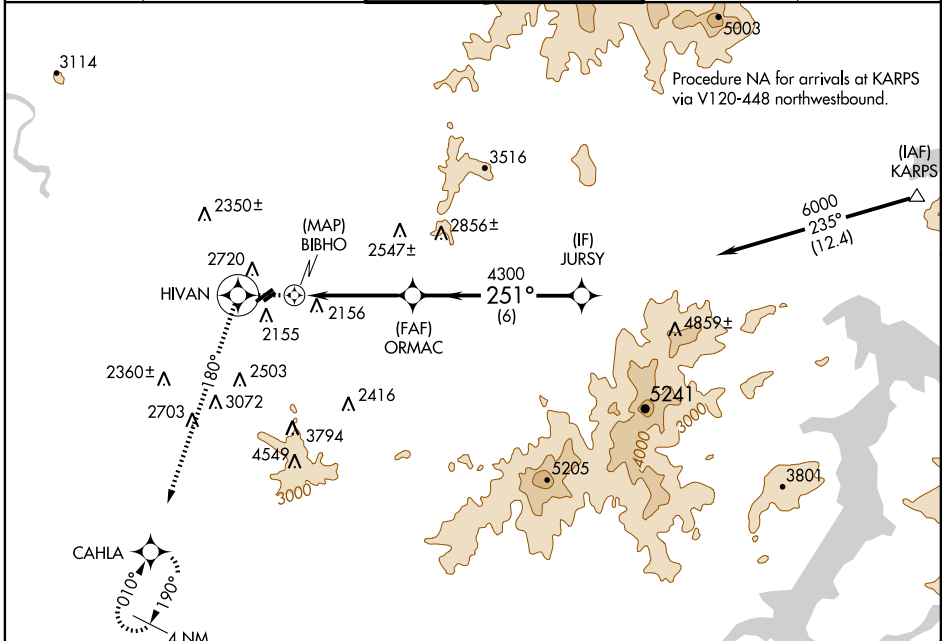 5003
3114
Procedure NA for arrivals at KARPS
via V120-448 northwestbound.
3516
(IAF)
KARPS
6000
235°
(12.4)
2350±
(MAP)
BIBHO
2547±
2856±
(IF)
JURSY
2720
HIVAN
4300
251°
(6)
2155
2156
(FAF)
ORMAC
4859±
180°
2360±
2503
3072
2703
2416
5241
3000
4000
3794
4549
3000
5205
3801
CAHLA
010°
190°
4 NM